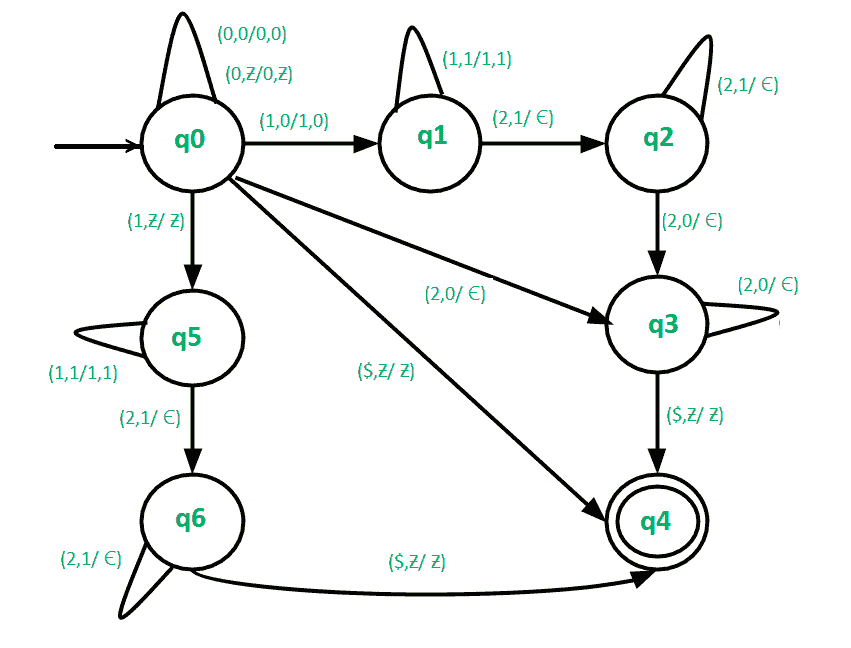 (0,0/0,0)
(0,Ƶ/0,Ƶ)
(1,1/1,1)
(2,1/ ∈)
(1,0/1,0)
(2,1/ ∈)
q0
q1
q2
(1,Ƶ/ Ƶ)
(2,0/ ∈)
(2,0/ ∈)
(2,0/ ∈)
q5
q3
(1,1/1,1)
($,Ƶ/ Ƶ)
(2,1/ ∈)
($,Ƶ/ Ƶ)
q6
q4
(2,1/ ∈)
($,Ƶ/ Ƶ)